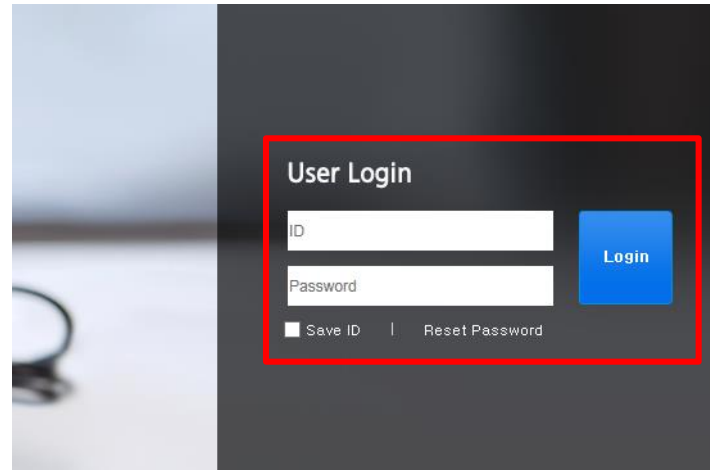 User Login
ID
Login
Password
Save ID | Reset Password